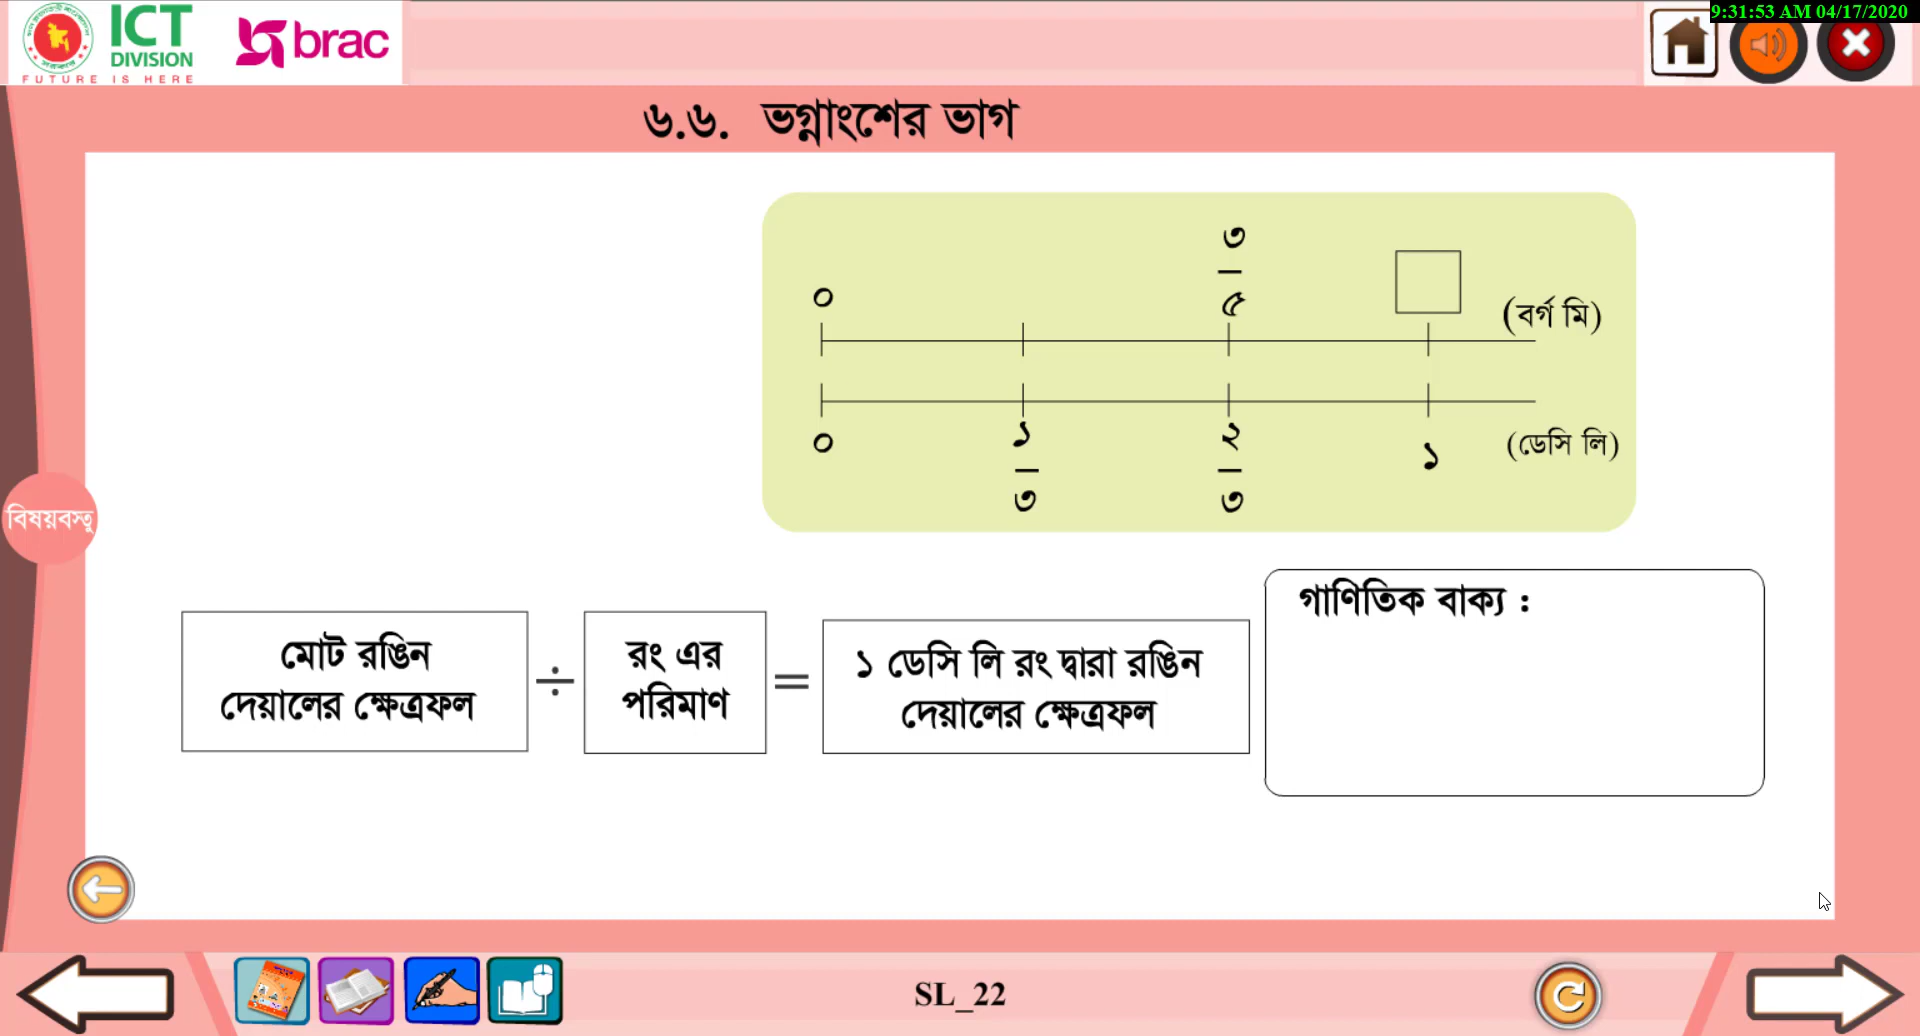 9:31:53 AM 04/17/2020
ICT
DIVISION
FUTURE IS HERE
brac
৬.৬. ভগ্নাংশের ভাগ
৩
৫
০
(বর্গ মি)
০
১
৩
২
৩
১
(ডেসি লি)
বিষয়বস্তু
মোট রঙিন
দেয়ালের ক্ষেত্রফল
÷
রং এর
পরিমাণ
=
১ ডেসি লি রং দ্বারা রঙিন
দেয়ালের ক্ষেত্রফল
গাণিতিক বাক্য :
SL_22